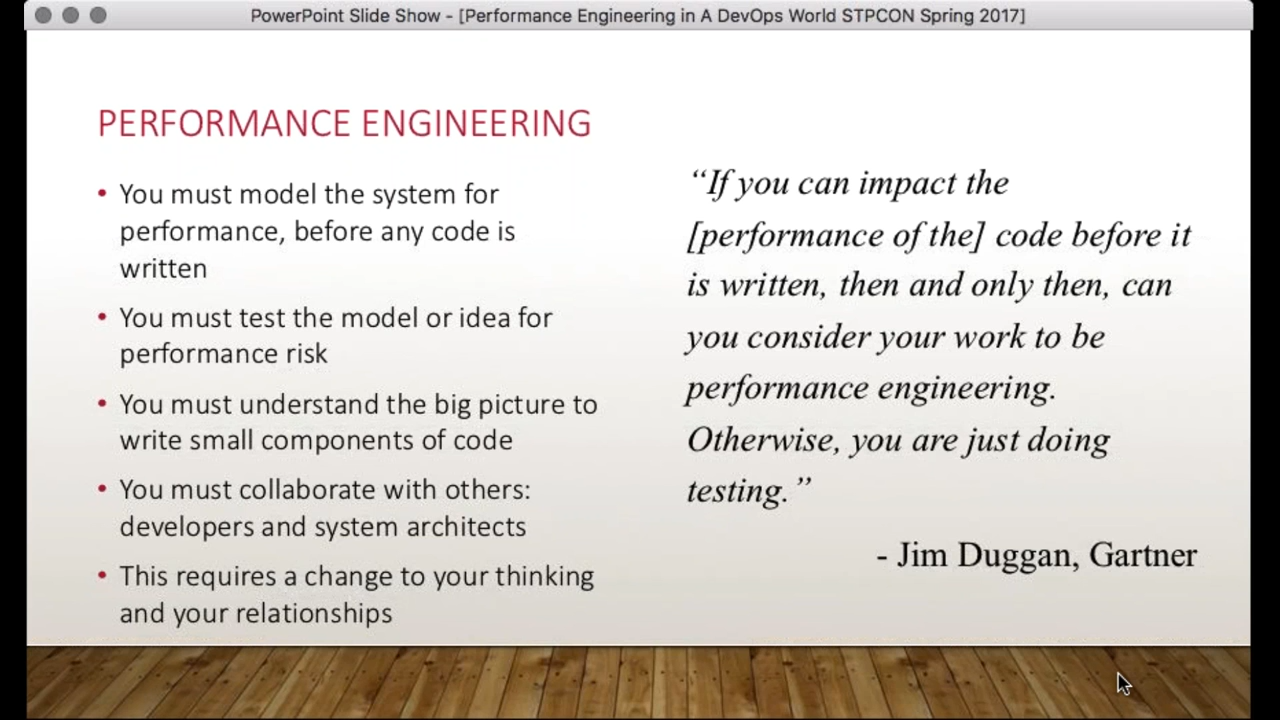 PowerPoint Slide Show - [Performance Engineering in A DevOps World STPCON Spring 2017]
PERFORMANCE ENGINEERING
• You must model the system for
performance, before any code is
written
• You must test the model or idea for
performance risk
• You must understand the big picture to
write small components of code
• You must collaborate with others:
developers and system architects
• This requires a change to your thinking
and your relationships
“If you can impact the
[performance of the] code before it
is written, then and only then, can
you consider your work to be
performance engineering.
Otherwise, you are just doing
testing.”
- Jim Duggan, Gartner